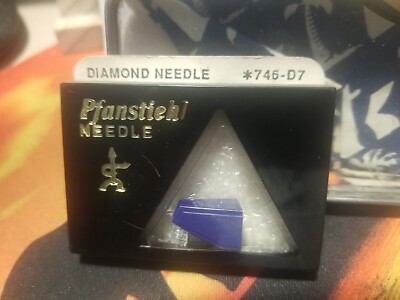 DIAMOND NEEDLE *746-D7
Pfanstiehl
NEEDLE